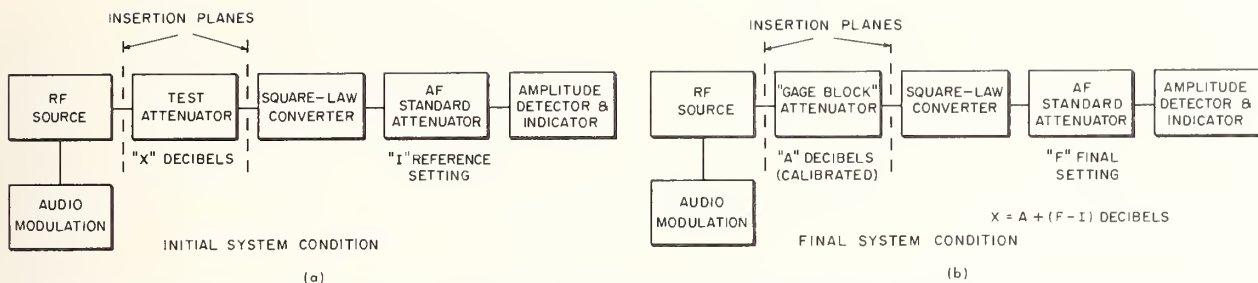 INSERTION PLANES
RF
SOURCE
TEST
ATTENUATOR
SQUARE-LAW
CONVERTER
AF
STANDARD
ATTENUATOR
AMPLITUDE
DETECTOR &
INDICATOR
"X" DECIBELS
"I" REFERENCE
SETTING
AUDIO
MODULATION
INITIAL SYSTEM CONDITION
(a)
INSERTION PLANES
RF
SOURCE
"GAGE BLOCK"
ATTENUATOR
SQUARE-LAW
CONVERTER
AF
STANDARD
ATTENUATOR
AMPLITUDE
DETECTOR &
INDICATOR
"A" DECIBELS
(CALIBRATED)
"F" FINAL
SETTING
AUDIO
MODULATION
X = A + (F - I) DECIBELS
FINAL SYSTEM CONDITION
(b)